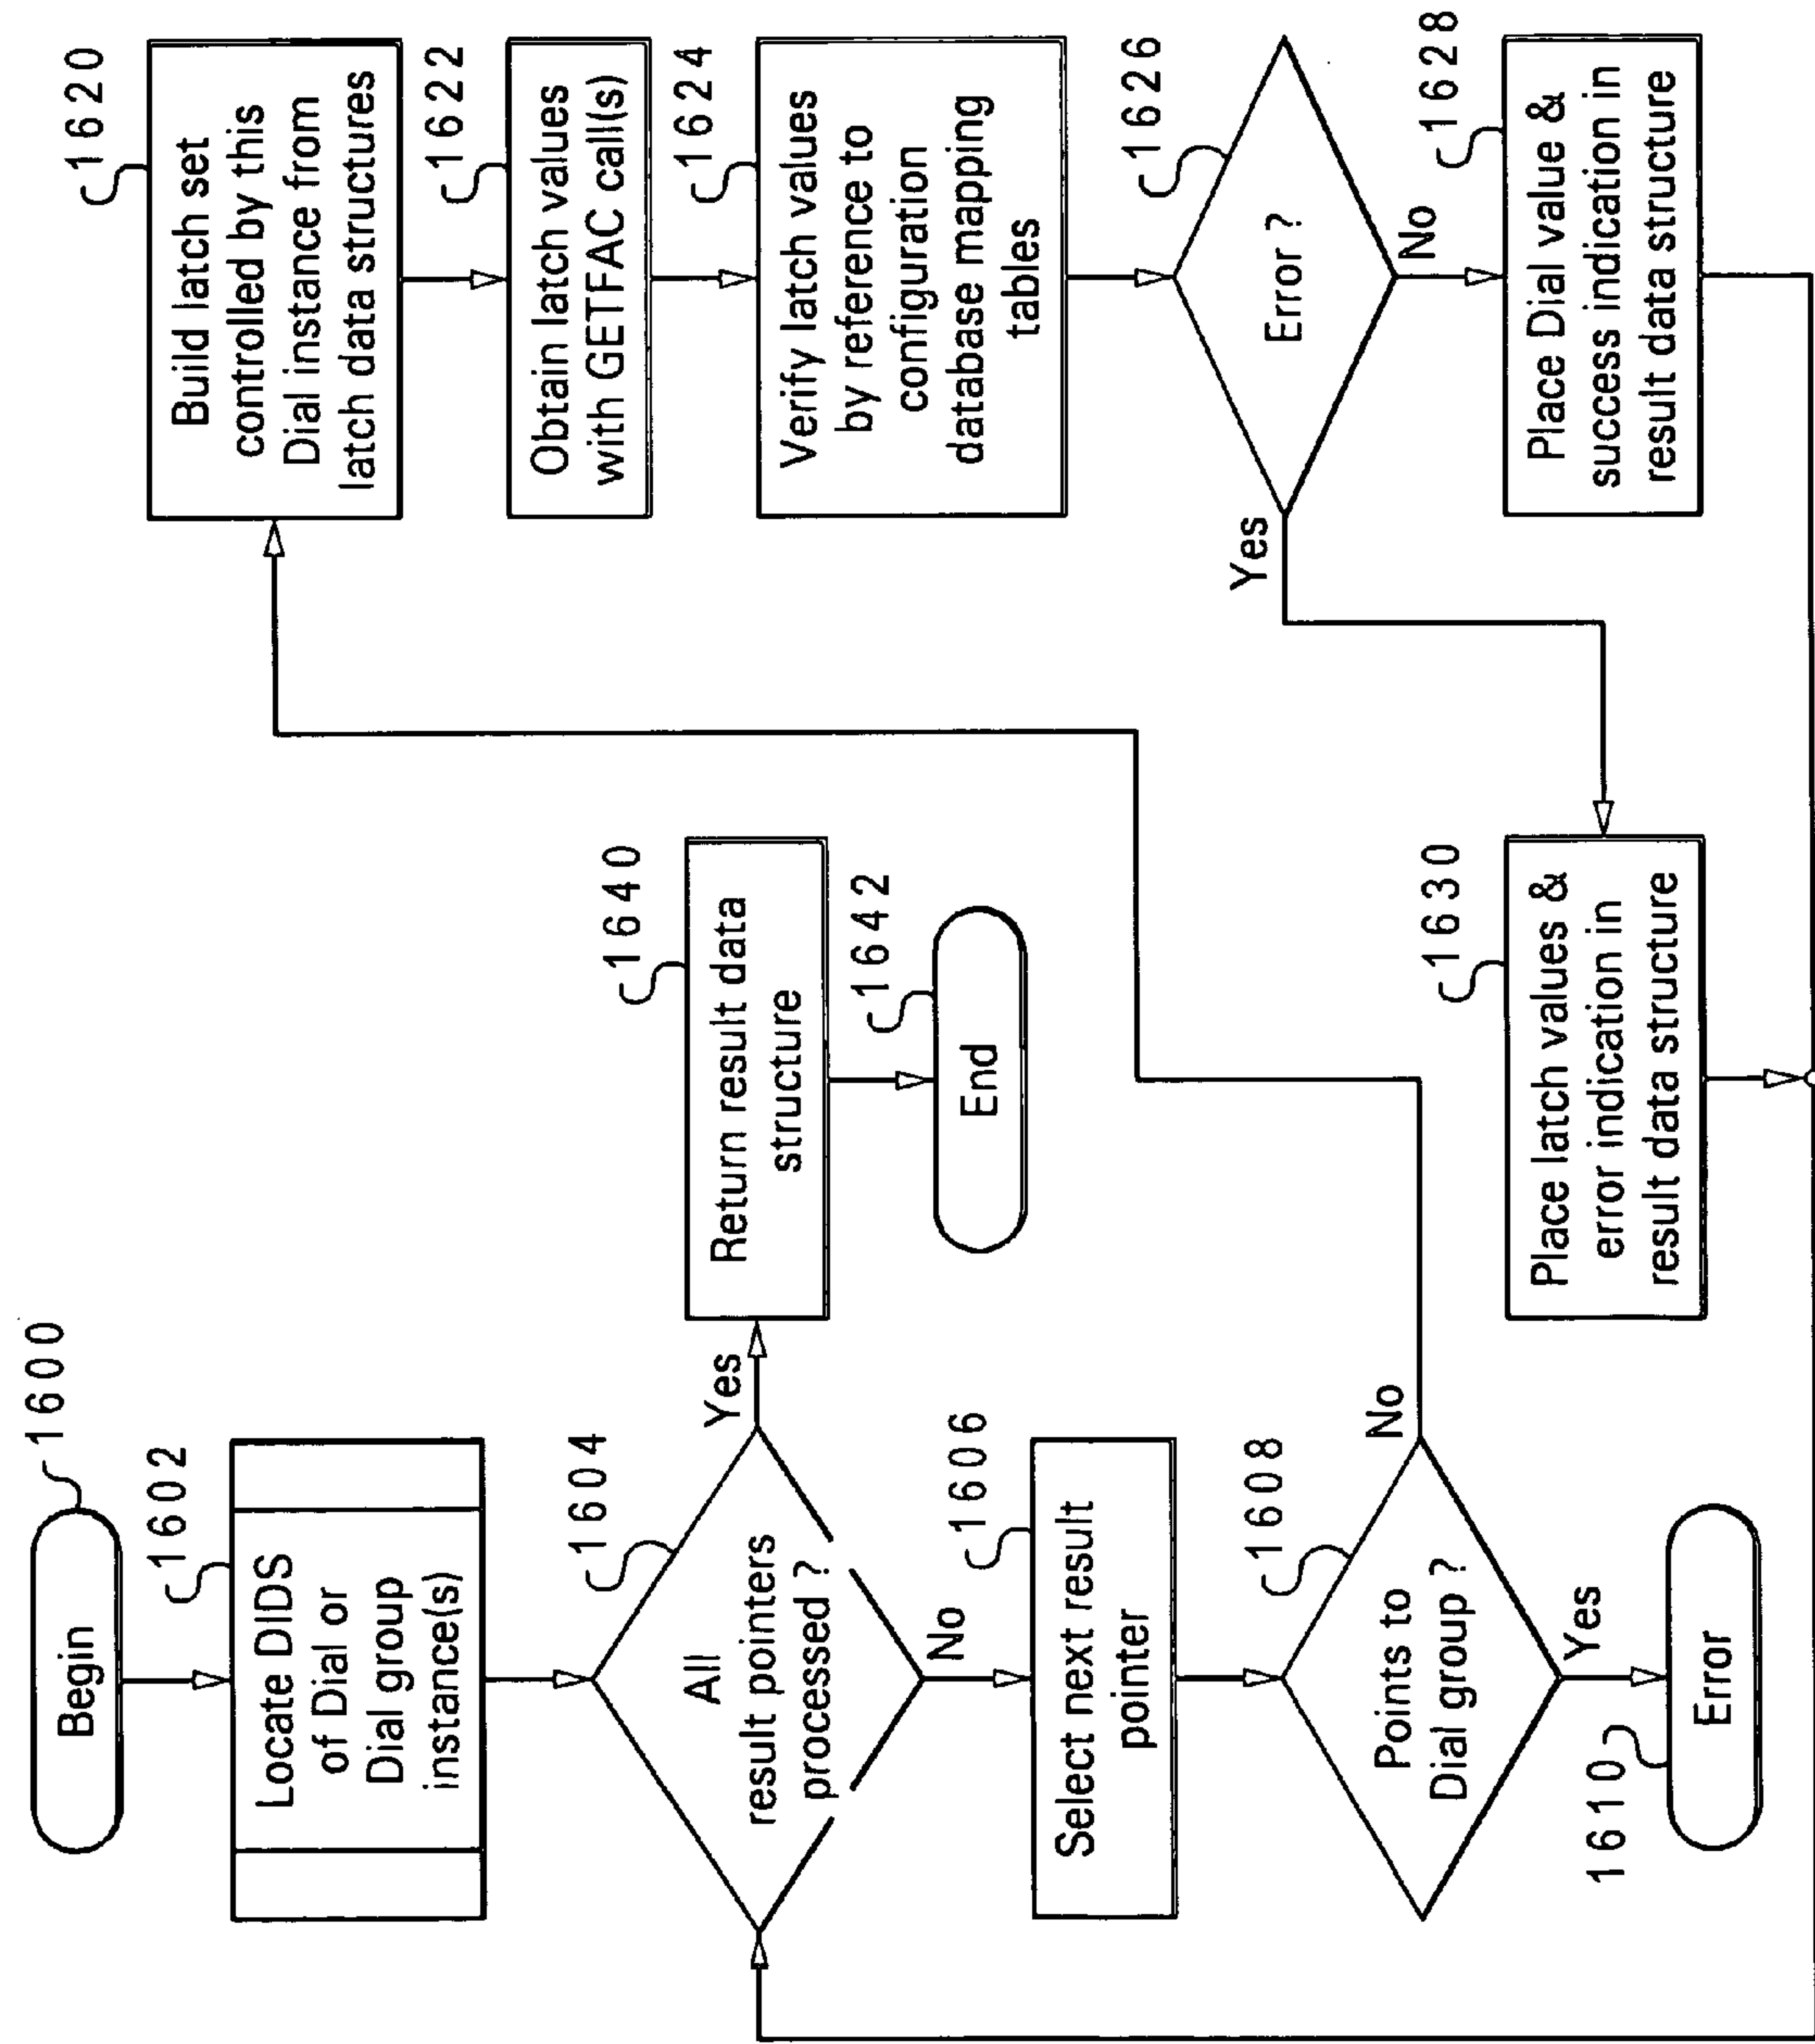 Begin
1600
Locate DIDS
of Dial or
Dial group
instance(s)
1602
All
result pointers
processed ?
1604
Yes
No
Select next result
pointer
1606
Points to
Dial group ?
1608
No
Yes
Error
1610
Return result data
structure
1640
End
1642
Build latch set
controlled by this
Dial instance from
latch data structures
1620
Obtain latch values
with GETFAC call(s)
1622
Verify latch values
by reference to
configuration
database mapping
tables
1624
Error ?
1626
Yes
No
Place Dial value &
success indication in
result data structure
1628
Place latch values &
error indication in
result data structure
1630